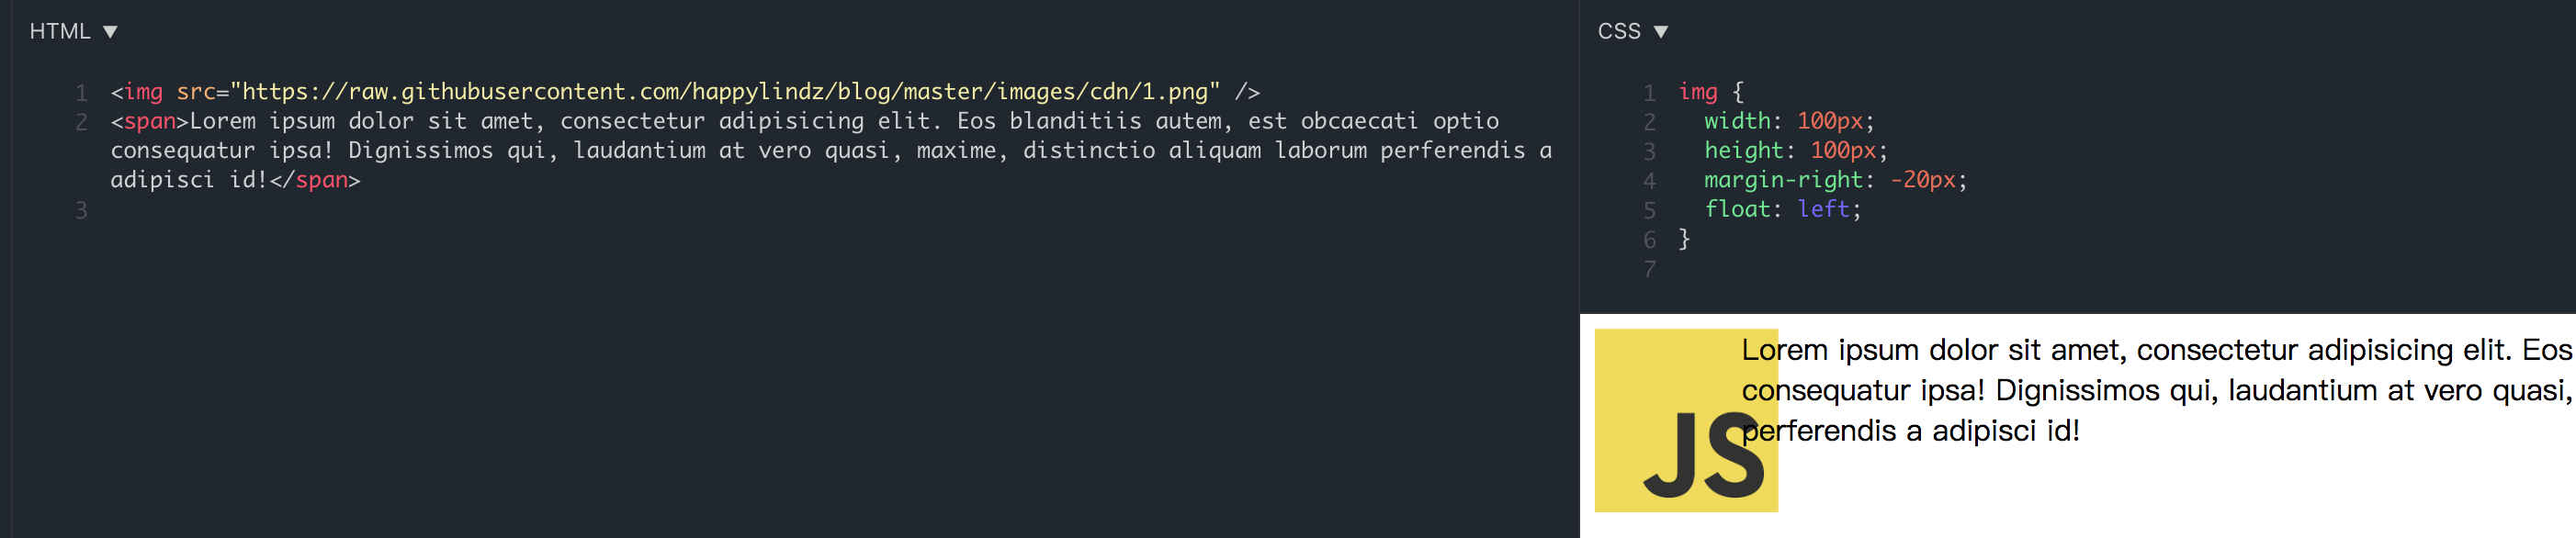 HTML ▼
1 <img src="https://raw.githubusercontent.com/happylindz/blog/master/images/cdn/1.png" />
2 <span>Lorem ipsum dolor sit amet, consectetur adipisicing elit. Eos blanditiis autem, est obcaecati optio
consequatur ipsa! Dignissimos qui, laudantium at vero quasi, maxime, distinctio aliquam laborum perferendis a
adipisci id!</span>
3
CSS ▼
1 img {
2 width: 100px;
3 height: 100px;
4 margin-right: -20px;
5 float: left;
6 }
7
Lorem ipsum dolor sit amet, consectetur adipisicing elit. Eos
consequatur ipsa! Dignissimos qui, laudantium at vero quasi,
perferendis a adipisci id!
JS